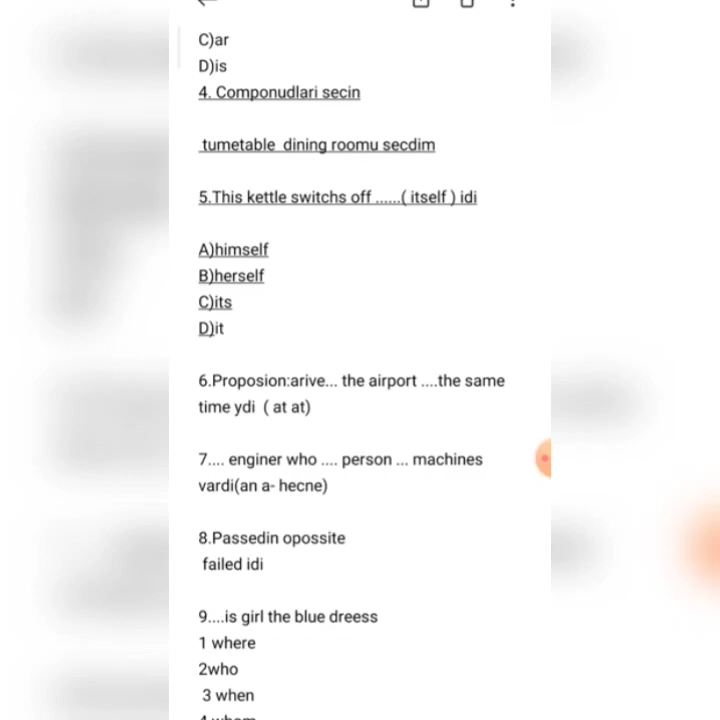 C)ar
D)is
4. Componudlari secin
tumetable dining roomu secdim
5.This kettle switchs off ......( itself ) idi
A)himself
B)herself
C)its
D)it
6.Proposion:arive... the airport ....the same
time ydi ( at at)
7.... enginer who .... person ... machines
vardi(an a- hecne)
8.Passedin opossite
failed idi
9....is girl the blue dreess
1 where
2who
3 when
4 whom